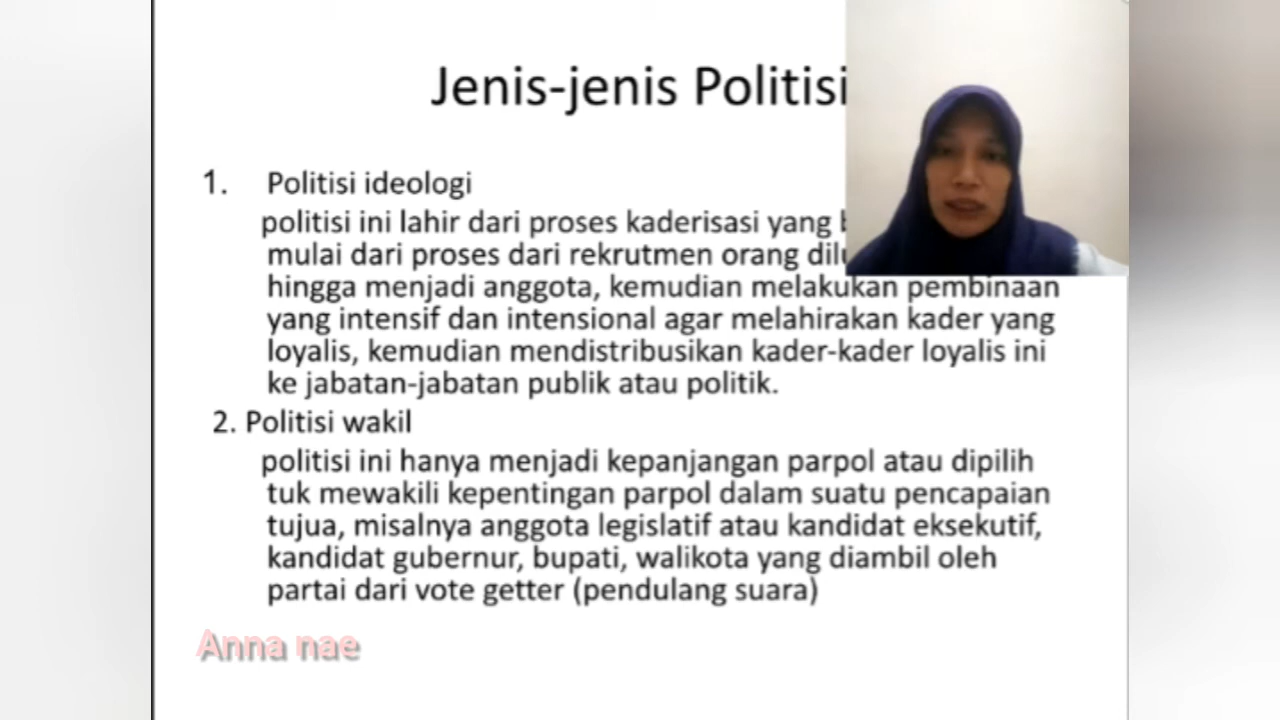 Jenis-jenis Politisi
1. Politisi ideologi
politisi ini lahir dari proses kaderisasi yang
mulai dari proses dari rekrutmen orang
hingga menjadi anggota, kemudian melakukan pembinaan
yang intensif dan intensional agar melahirakan kader yang
loyalis, kemudian mendistribusikan kader-kader loyalis ini
ke jabatan-jabatan publik atau politik.
2. Politisi wakil
politisi ini hanya menjadi kepanjangan parpol atau dipilih
tuk mewakili kepentingan parpol dalam suatu pencapaian
tujua, misalnya anggota legislatif atau kandidat eksekutif,
kandidat gubernur, bupati, walikota yang diambil oleh
partai dari vote getter (pendulang suara)
Anna nae